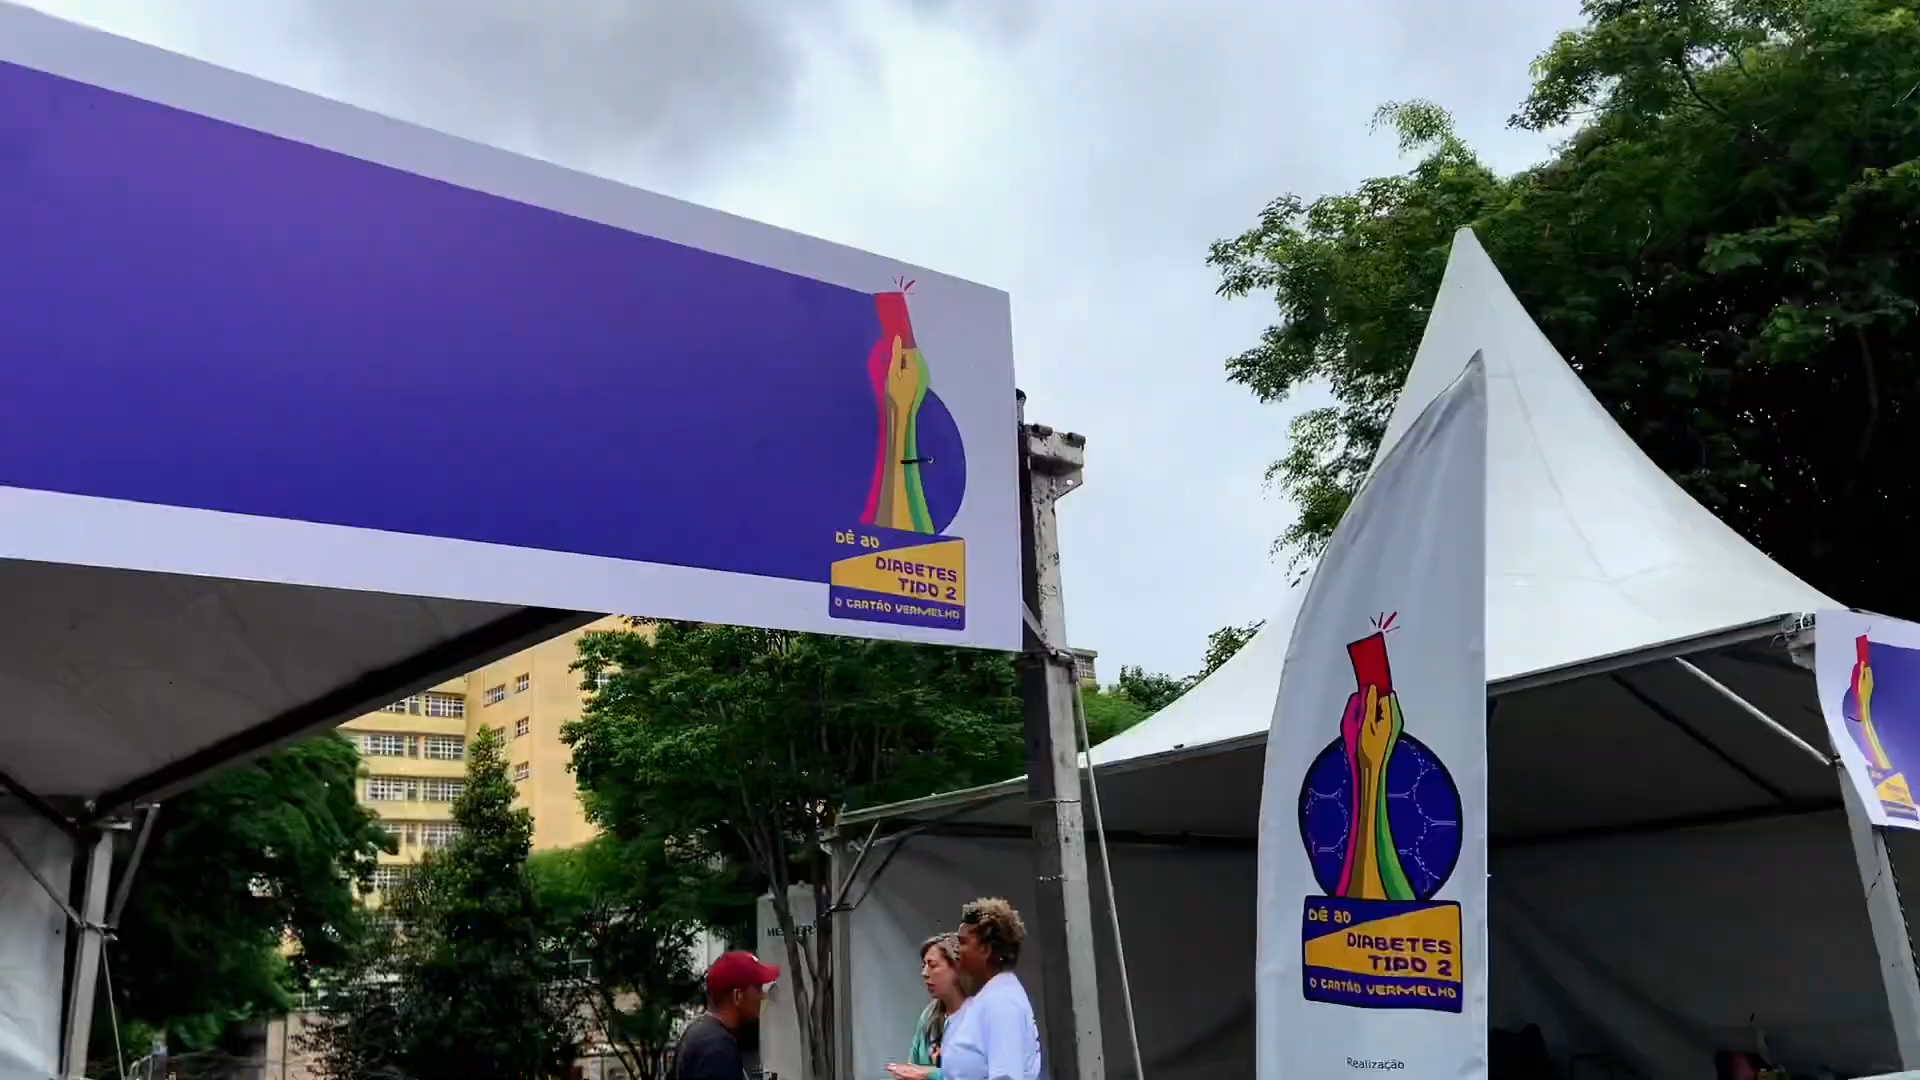 DÊ AO
DIABETES
TIPO 2
O CARTÃO VERMELHO
DÊ AO
DIABETES
TIPO 2
O CARTÃO VERMELHO
Realização